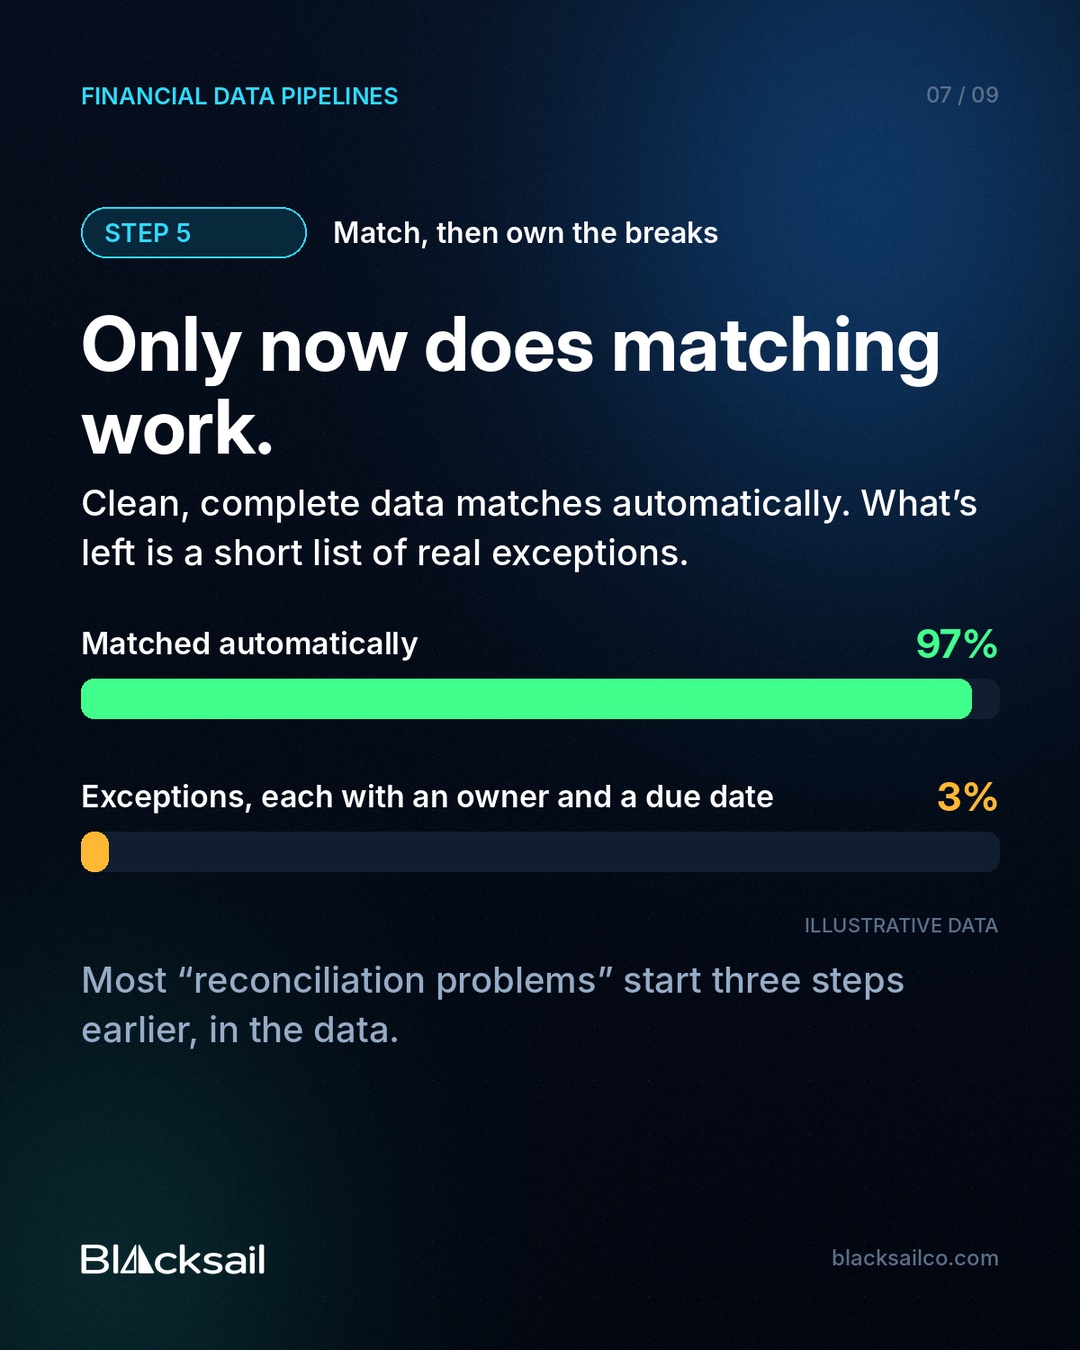 FINANCIAL DATA PIPELINES
07 / 09
STEP 5
Match, then own the breaks
Only now does matching
work.
Clean, complete data matches automatically. What’s
left is a short list of real exceptions.
Matched automatically
97%
Exceptions, each with an owner and a due date
3%
ILLUSTRATIVE DATA
Most “reconciliation problems” start three steps
earlier, in the data.
Blacksail
blacksailco.com